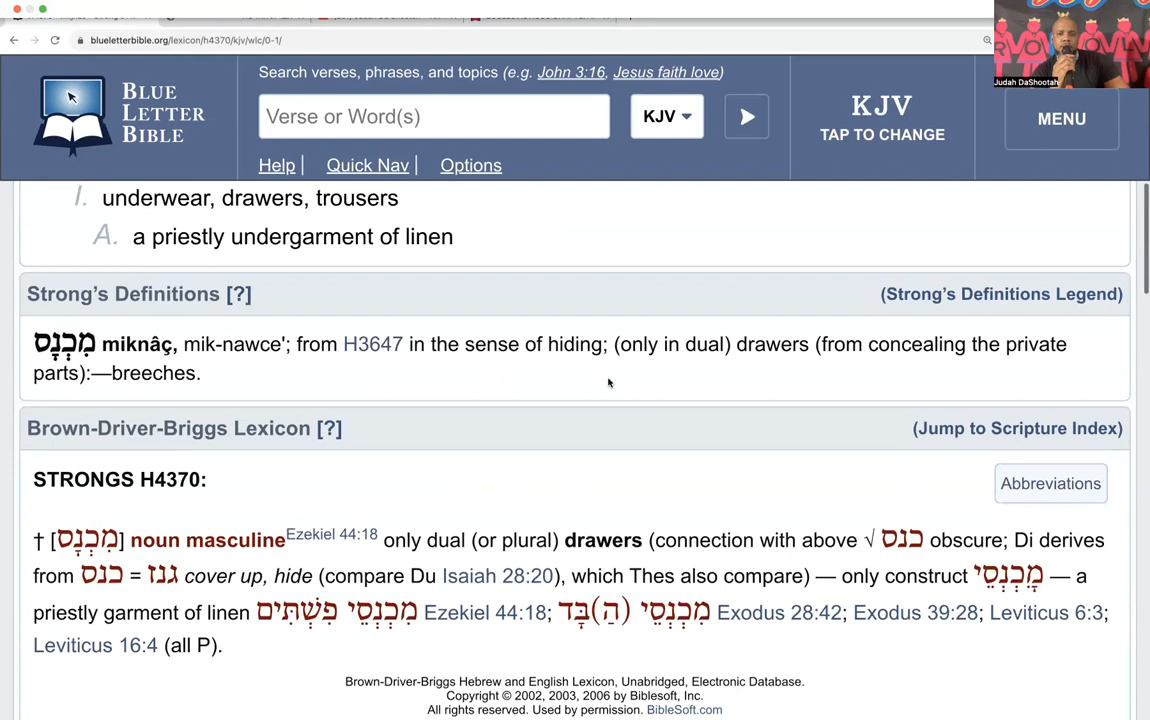 blueletterbible.org/lexicon/h4370/kjv/wlc/0-1/
Judah DaShootah
BLUE
LETTER
BIBLE
Search verses, phrases, and topics (e.g. John 3:16, Jesus faith love)
Verse or Word(s)
KJV
KJV
TAP TO CHANGE
MENU
Help | Quick Nav | Options
I. underwear, drawers, trousers
A. a priestly undergarment of linen
Strong’s Definitions [?] (Strong’s Definitions Legend)
מִכְנָס miknâç, mik-nawce'; from H3647 in the sense of hiding; (only in dual) drawers (from concealing the private
parts):—breeches.
Brown-Driver-Briggs Lexicon [?] (Jump to Scripture Index)
STRONGS H4370:
Abbreviations
† [מִכְנָס] noun masculine Ezekiel 44:18 only dual (or plural) drawers (connection with above √ כנס obscure; Di derives
from כנס = גנז cover up, hide (compare Du Isaiah 28:20), which Thes also compare) — only construct מִכְנְסֵי — a
priestly garment of linen מִכְנְסֵי פִשְׁתִּים Ezekiel 44:18; מִכְנְסֵי (הַ)בָּד Exodus 28:42; Exodus 39:28; Leviticus 6:3;
Leviticus 16:4 (all P).
Brown-Driver-Briggs Hebrew and English Lexicon, Unabridged, Electronic Database.
Copyright © 2002, 2003, 2006 by Biblesoft, Inc.
All rights reserved. Used by permission. BibleSoft.com